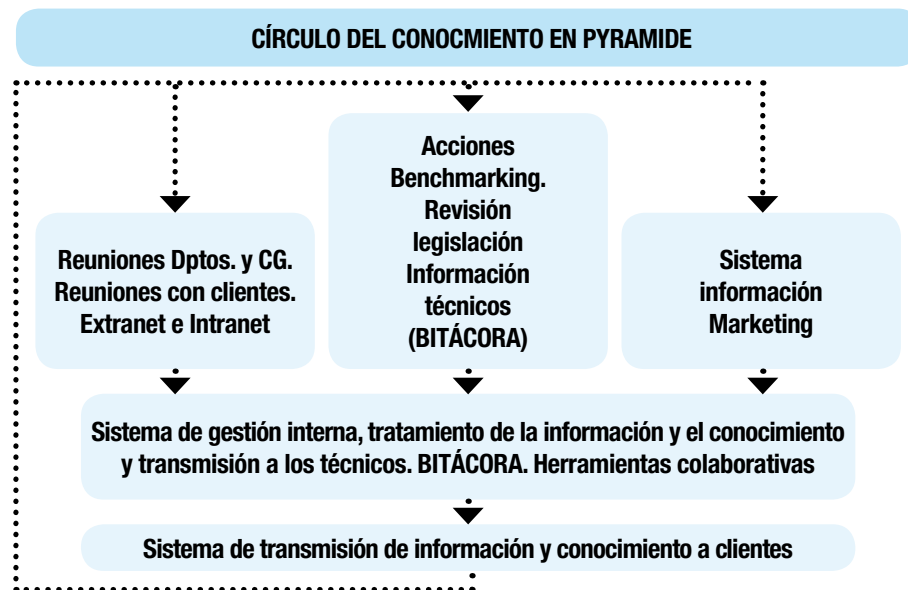 CÍRCULO DEL CONOCMIENTO EN PYRAMIDE
Reuniones Dptos. y CG.
Reuniones con clientes.
Extranet e Intranet
Acciones
Benchmarking.
Revisión
legislación
Información
técnicos
(BITÁCORA)
Sistema
información
Marketing
Sistema de gestión interna, tratamiento de la información y el conocimiento
y transmisión a los técnicos. BITÁCORA. Herramientas colaborativas
Sistema de transmisión de información y conocimiento a clientes